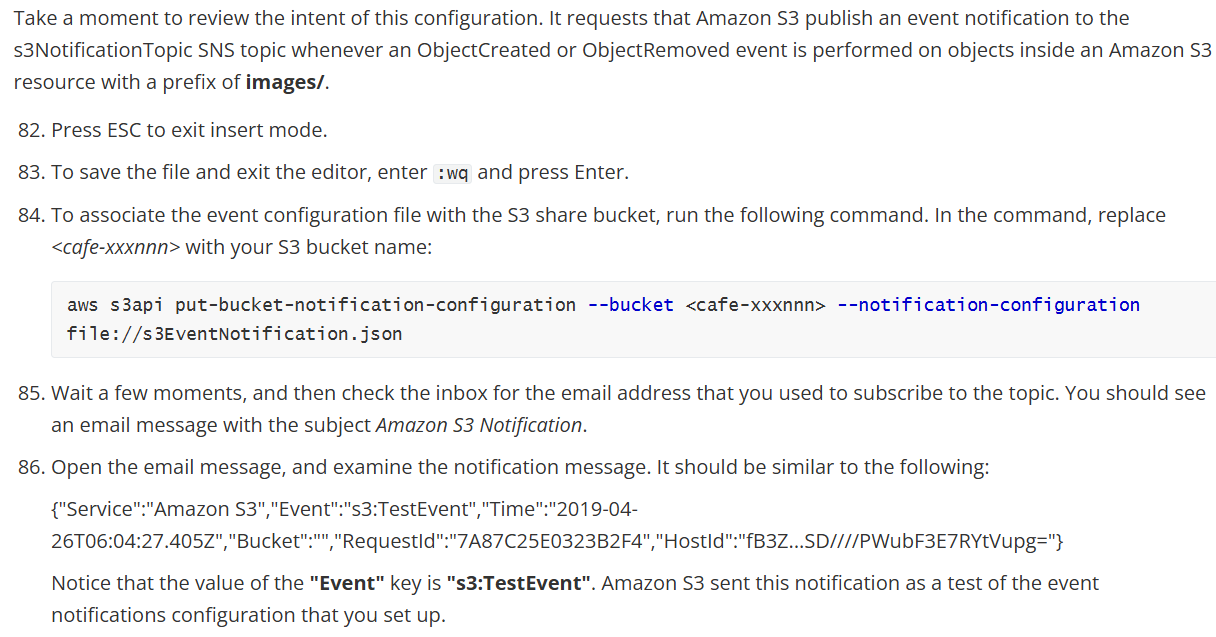 Take a moment to review the intent of this configuration. It requests that Amazon S3 publish an event notification to the
s3NotificationTopic SNS topic whenever an ObjectCreated or ObjectRemoved event is performed on objects inside an Amazon S3
resource with a prefix of images/.
82. Press ESC to exit insert mode.
83. To save the file and exit the editor, enter :wq and press Enter.
84. To associate the event configuration file with the S3 share bucket, run the following command. In the command, replace
<cafe-xxxnnn> with your S3 bucket name:
aws s3api put-bucket-notification-configuration --bucket <cafe-xxxnnn> --notification-configuration
file://s3EventNotification.json
85. Wait a few moments, and then check the inbox for the email address that you used to subscribe to the topic. You should see
an email message with the subject Amazon S3 Notification.
86. Open the email message, and examine the notification message. It should be similar to the following:
{"Service":"Amazon S3","Event":"s3:TestEvent","Time":"2019-04-
26T06:04:27.405Z","Bucket":"","RequestId":"7A87C25E0323B2F4","HostId":"fB3Z...SD////PWubF3E7RYtVupg="}
Notice that the value of the "Event" key is "s3:TestEvent". Amazon S3 sent this notification as a test of the event
notifications configuration that you set up.